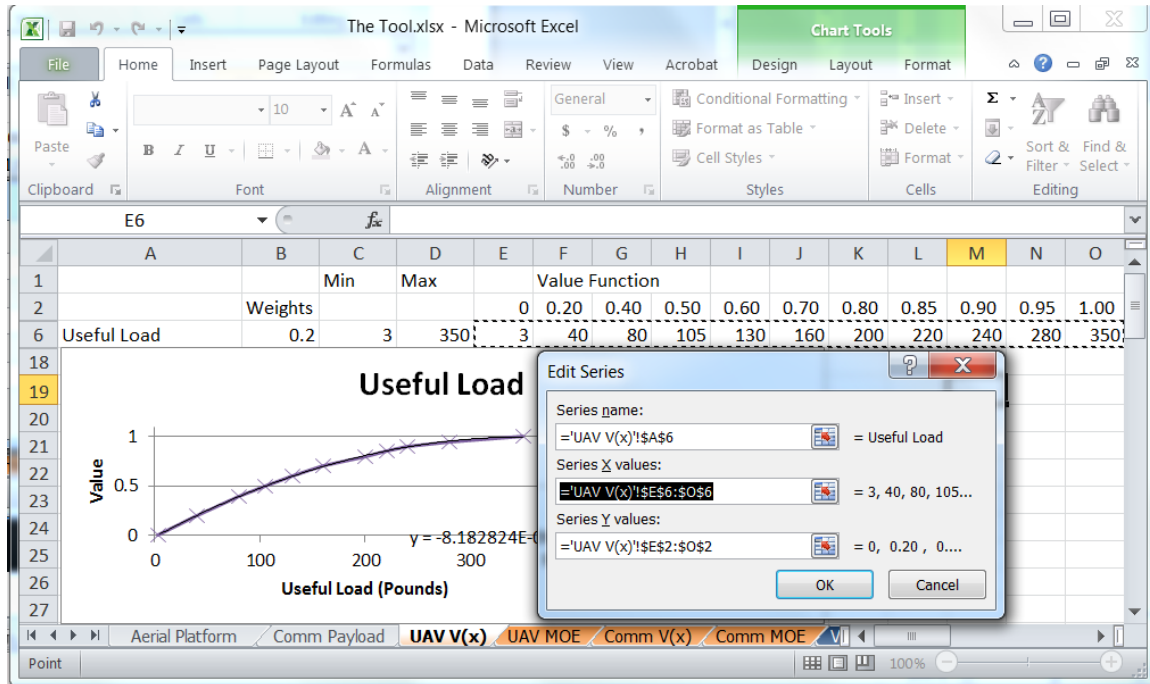 The Tool.xlsx - Microsoft Excel
Chart Tools
File Home Insert Page Layout Formulas Data Review View Acrobat Design Layout Format
Paste
10 A A
B I U A
General
$ % ,
.0 .00
.00 .0
Conditional Formatting
Format as Table
Cell Styles
Insert
Delete
Format
Σ
A
Z
Sort & Filter
Find & Select
Clipboard Font Alignment Number Styles Cells Editing
E6 fx
A B C D E F G H I J K L M N O
1 Min Max Value Function
2 Weights 0 0.20 0.40 0.50 0.60 0.70 0.80 0.85 0.90 0.95 1.00
6 Useful Load 0.2 3 350 3 40 80 105 130 160 200 220 240 280 350
18
19
20
21
22
23
24
25
26
27
Useful Load
Value
1
0.5
0
0 100 200 300
y = -8.182824E-
Useful Load (Pounds)
Edit Series
?
X
Series name:
='UAV V(x)'!$A$6 = Useful Load
Series X values:
='UAV V(x)'!$E$6:$O$6 = 3, 40, 80, 105...
Series Y values:
='UAV V(x)'!$E$2:$O$2 = 0, 0.20 , 0....
OK Cancel
Aerial Platform Comm Payload UAV V(x) UAV MOE Comm V(x) Comm MOE
Point 100%